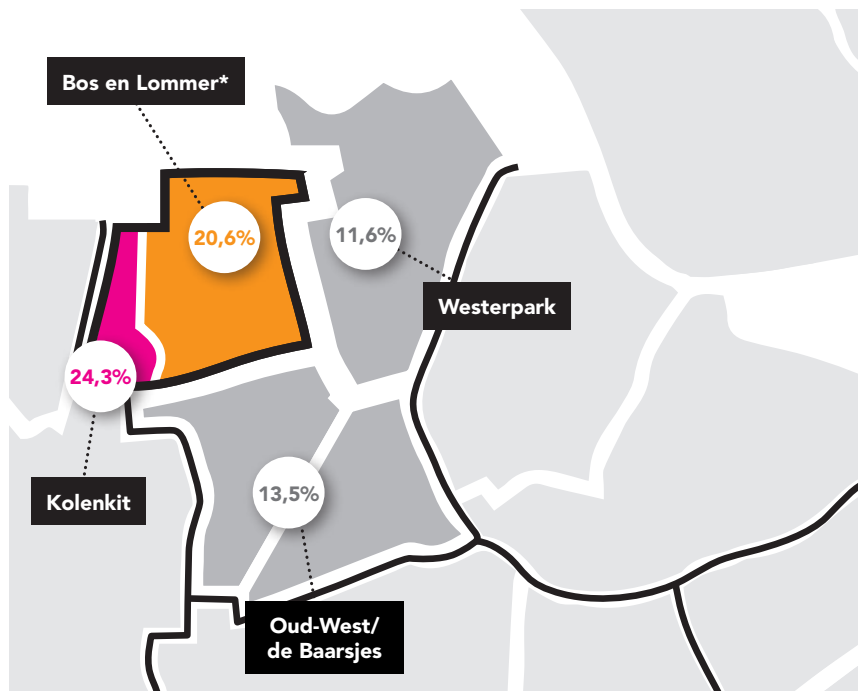 Bos en Lommer*
20,6%
11,6%
Westerpark
24,3%
Kolenkit
13,5%
Oud-West/
de Baarsjes